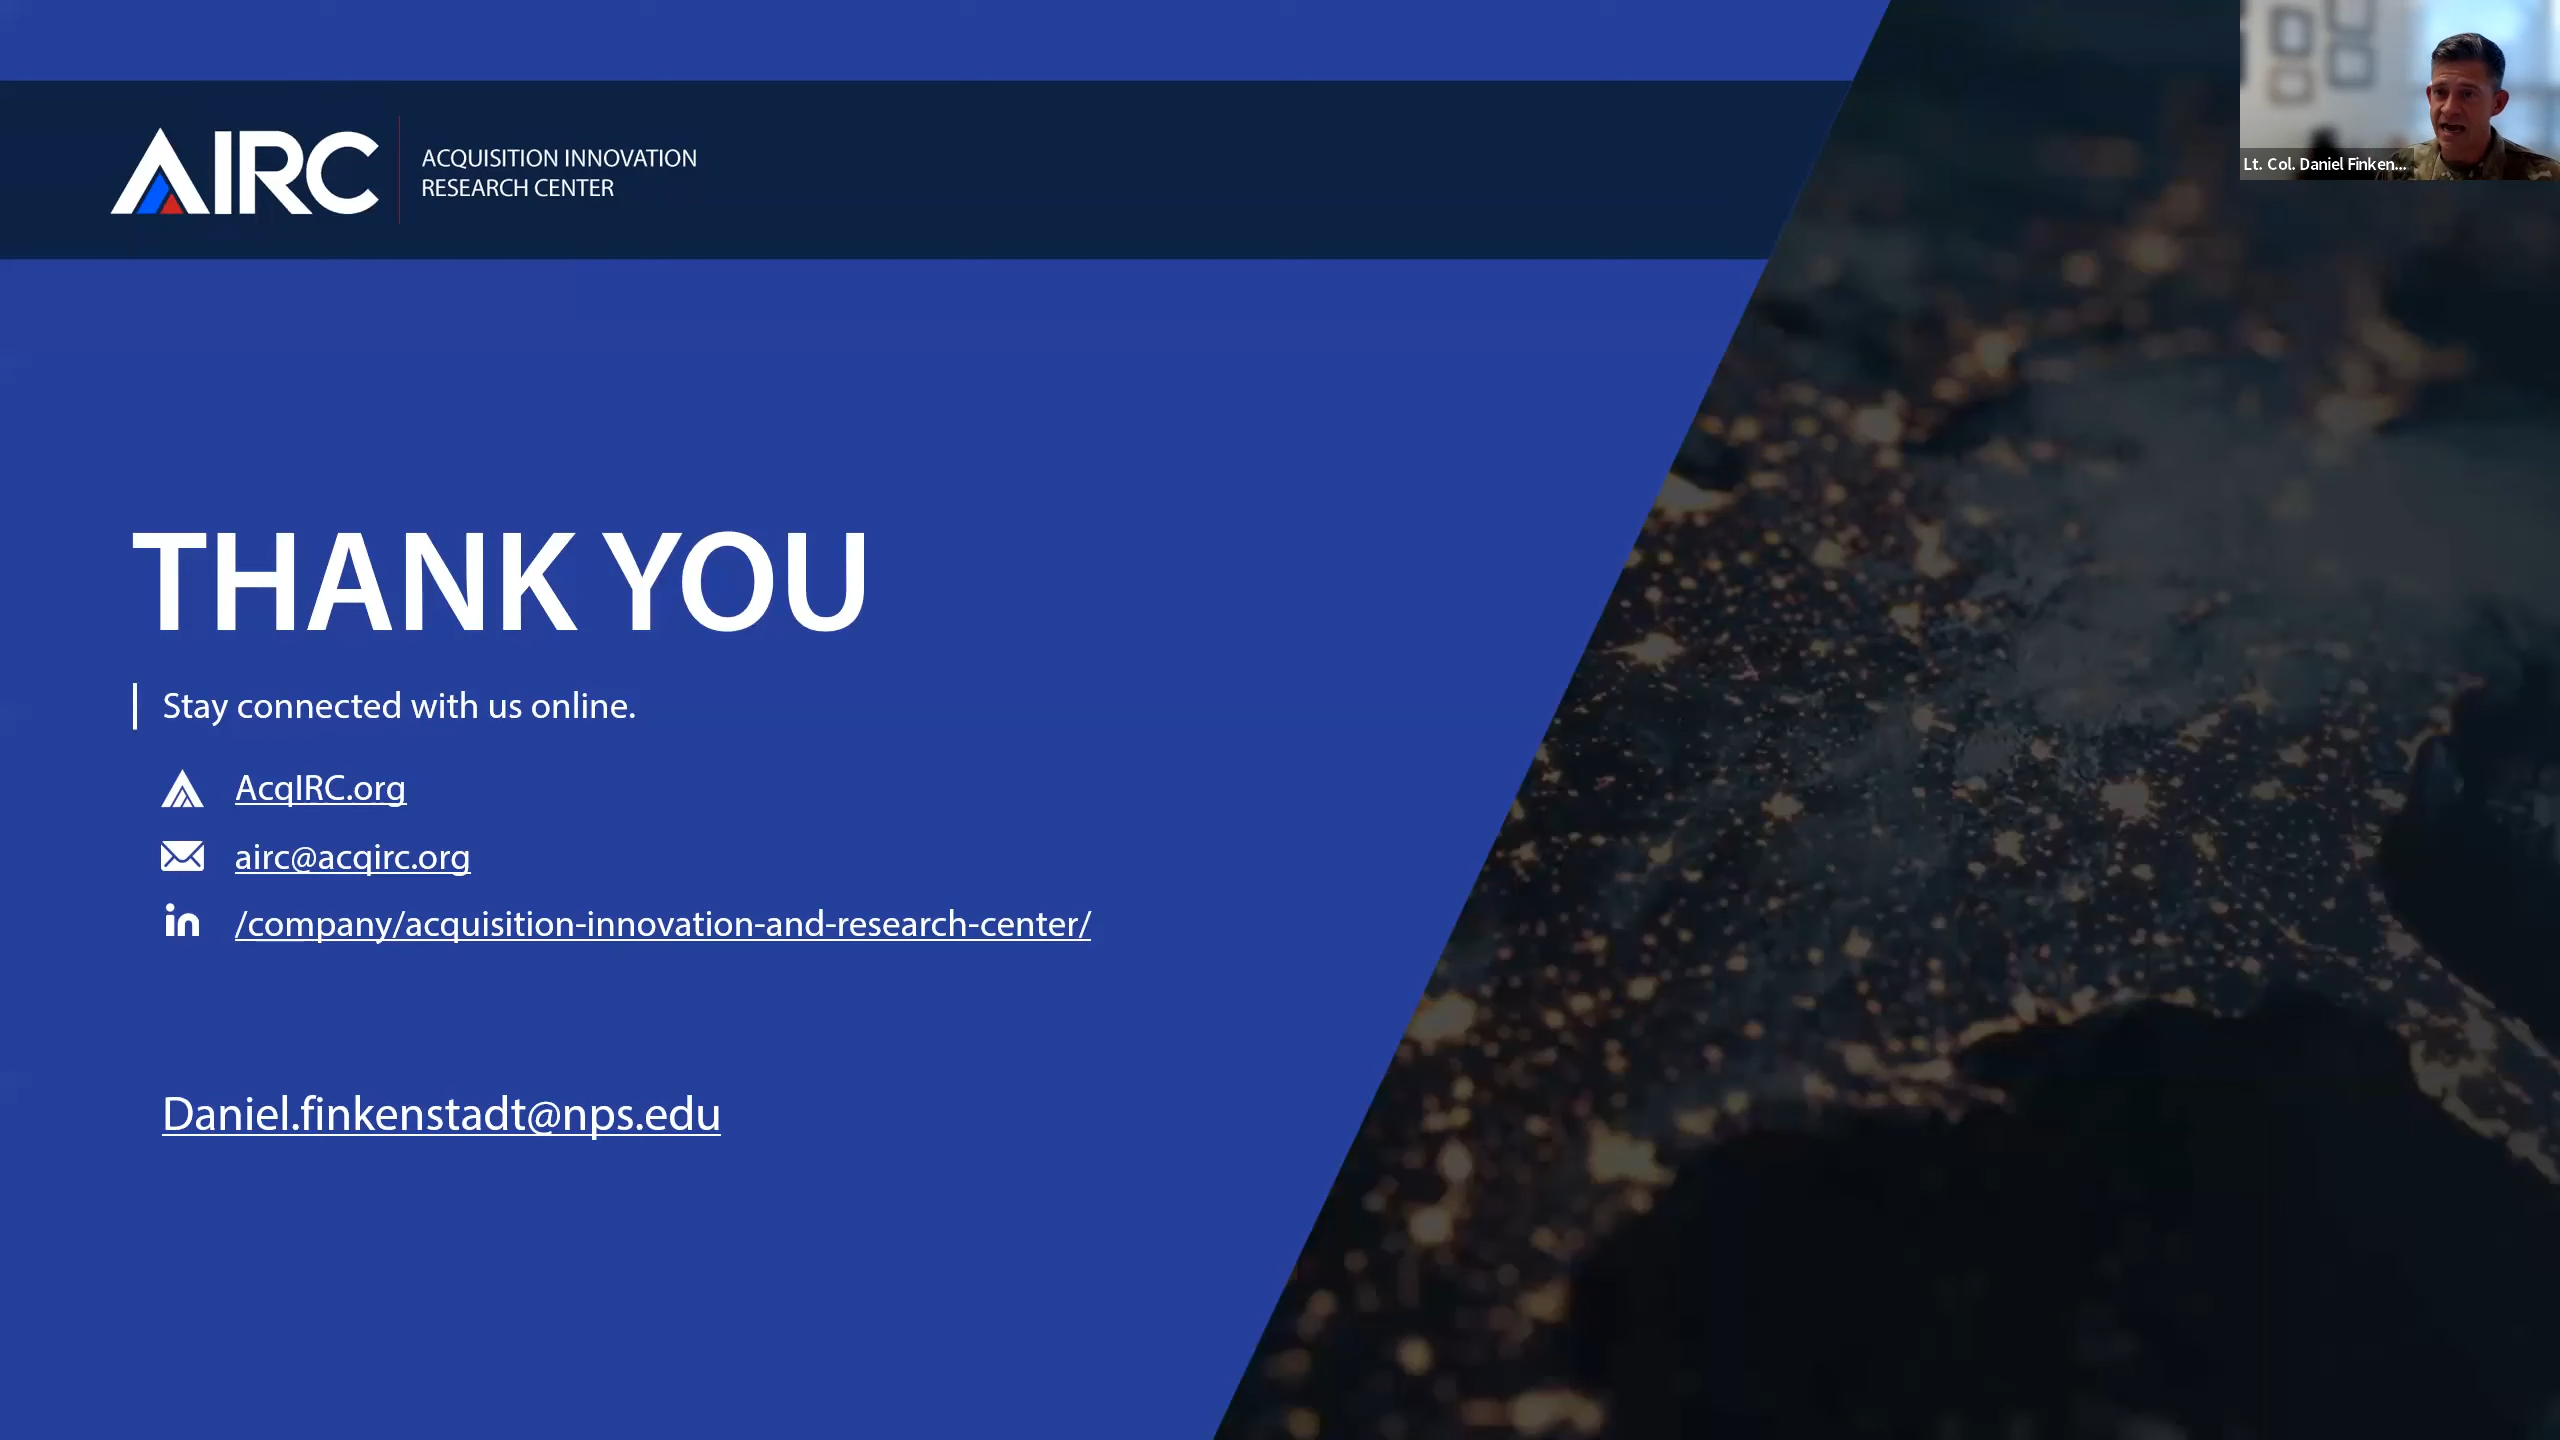 AIRC
ACQUISITION INNOVATION
RESEARCH CENTER
Lt. Col. Daniel Finken...
THANK YOU
Stay connected with us online.
AcqIRC.org
airc@acqirc.org
in /company/acquisition-innovation-and-research-center/
Daniel.finkenstadt@nps.edu